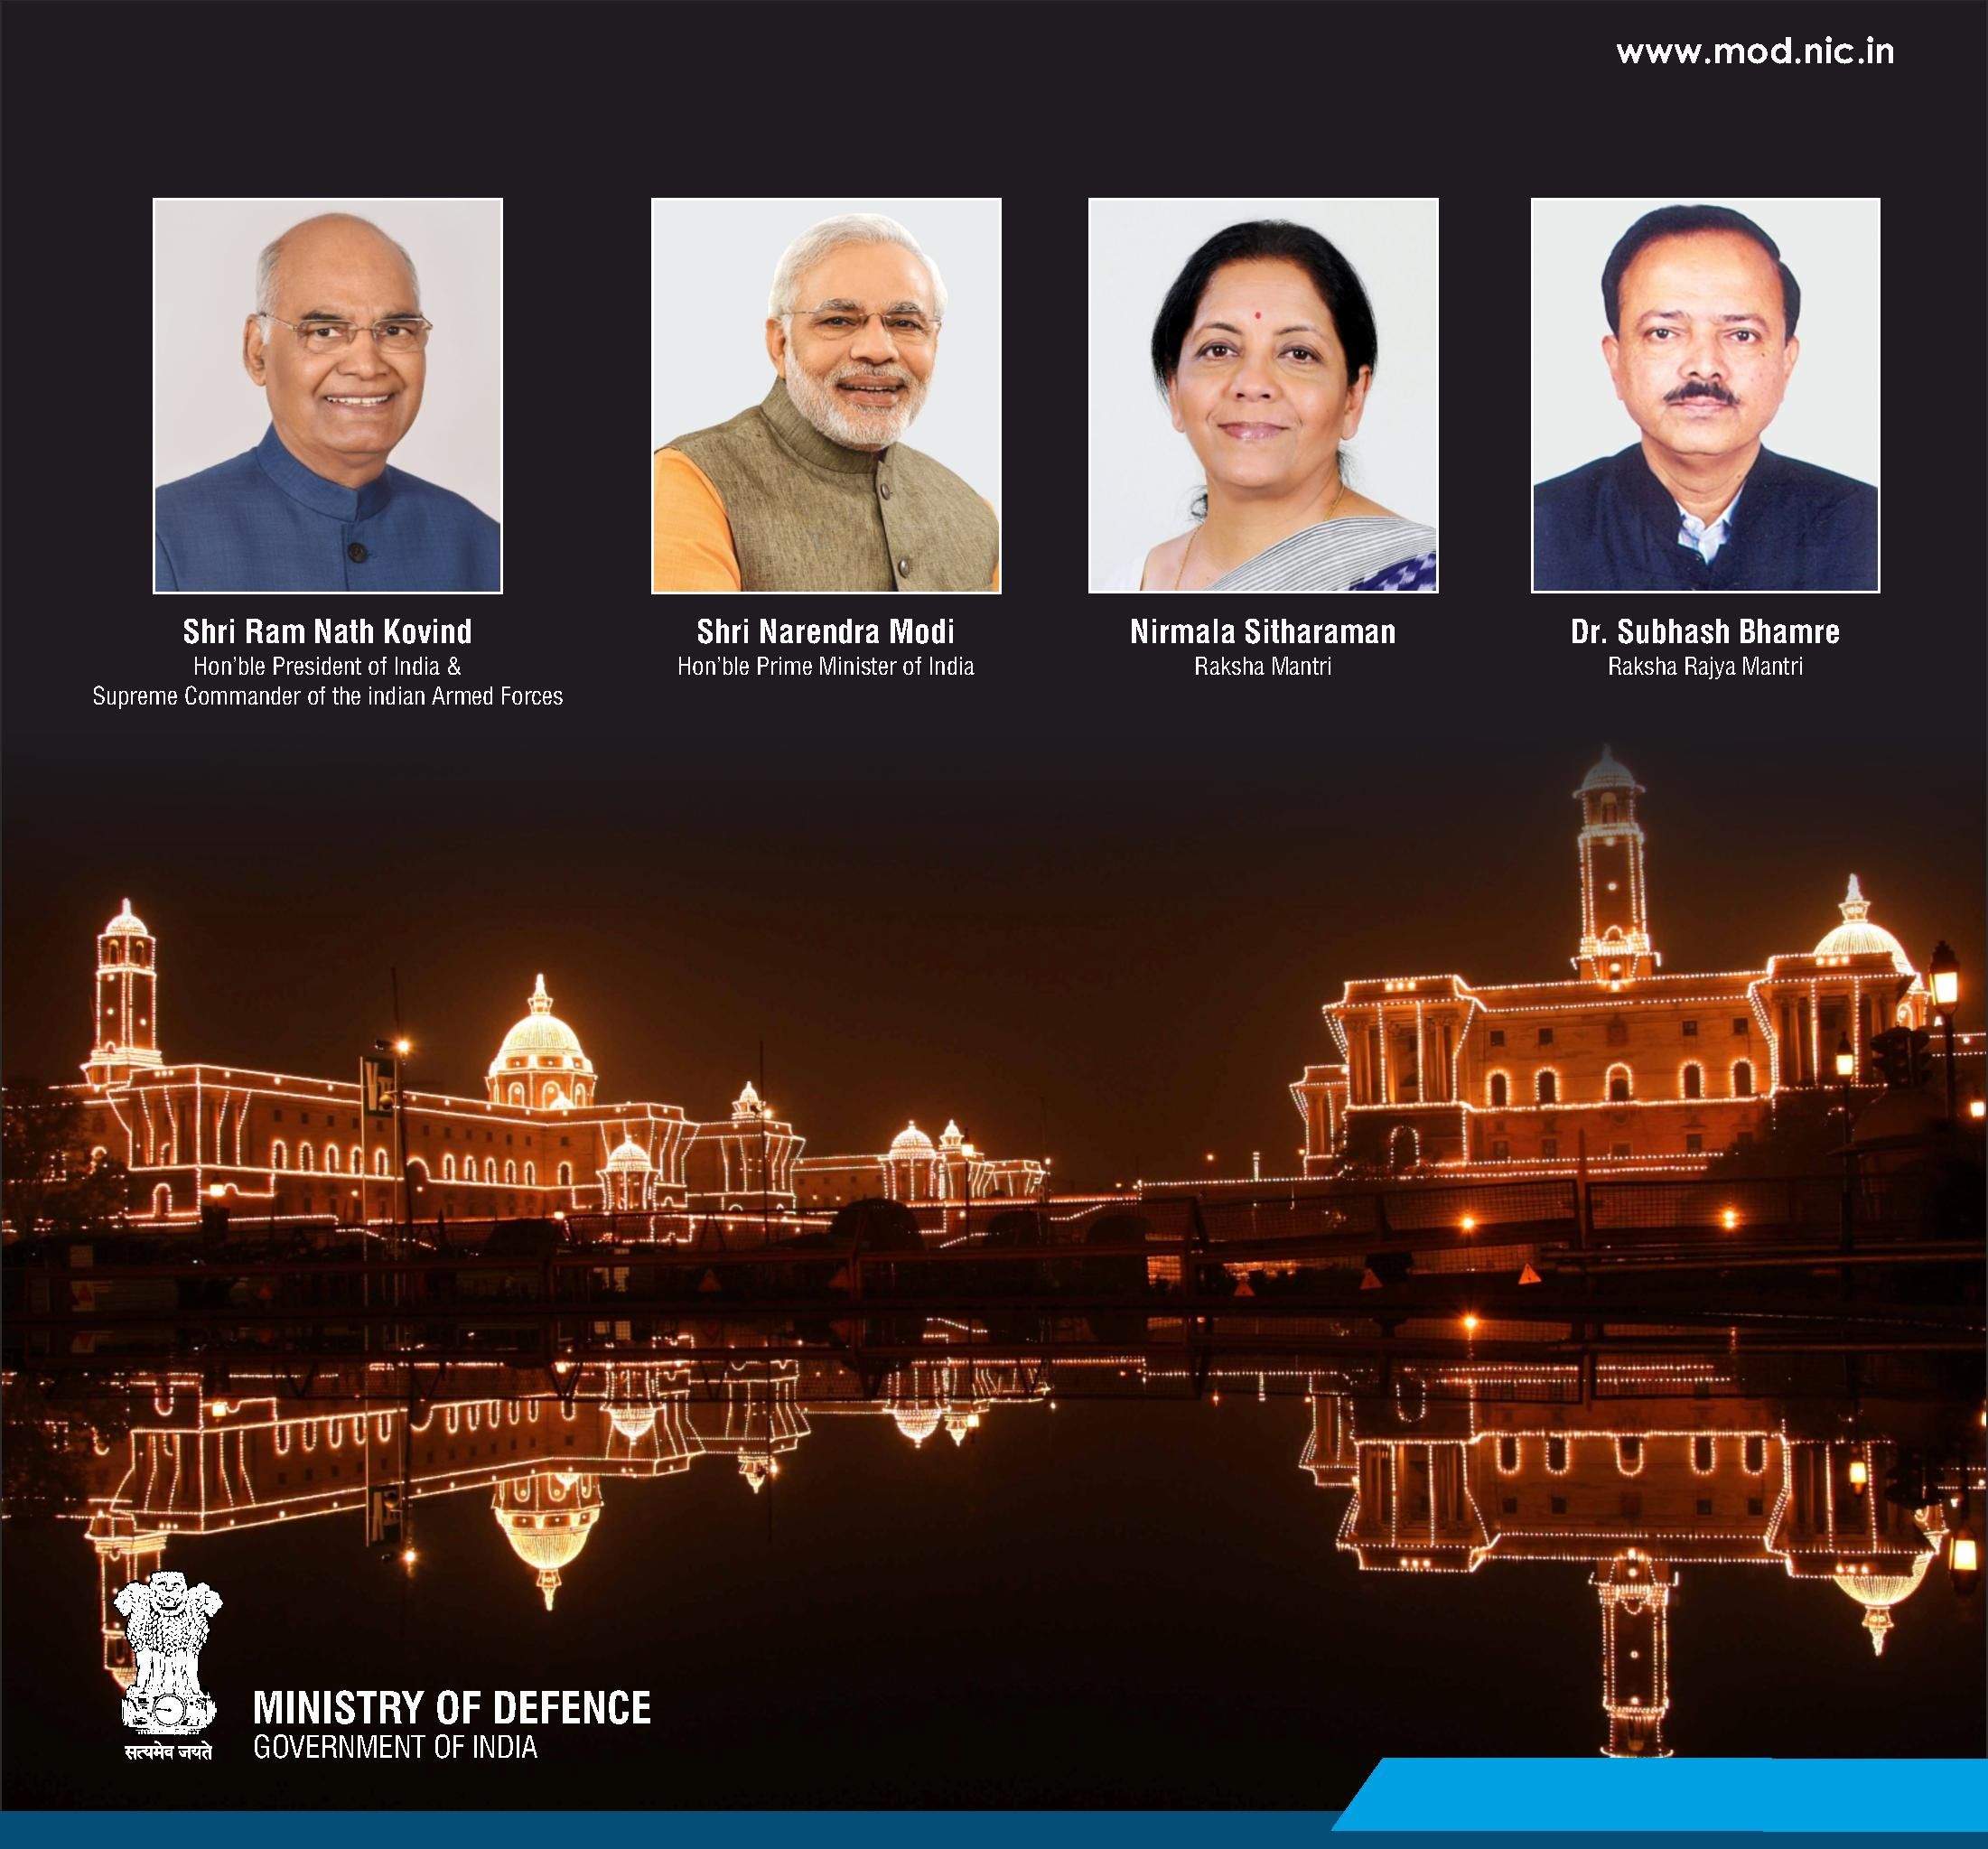 www.mod.nic.in
Shri Ram Nath Kovind
Hon'ble President of India &
Supreme Commander of the indian Armed Forces
Shri Narendra Modi
Hon'ble Prime Minister of India
Nirmala Sitharaman
Raksha Mantri
Dr. Subhash Bhamre
Raksha Rajya Mantri
सत्यमेव जयते
MINISTRY OF DEFENCE
GOVERNMENT OF INDIA